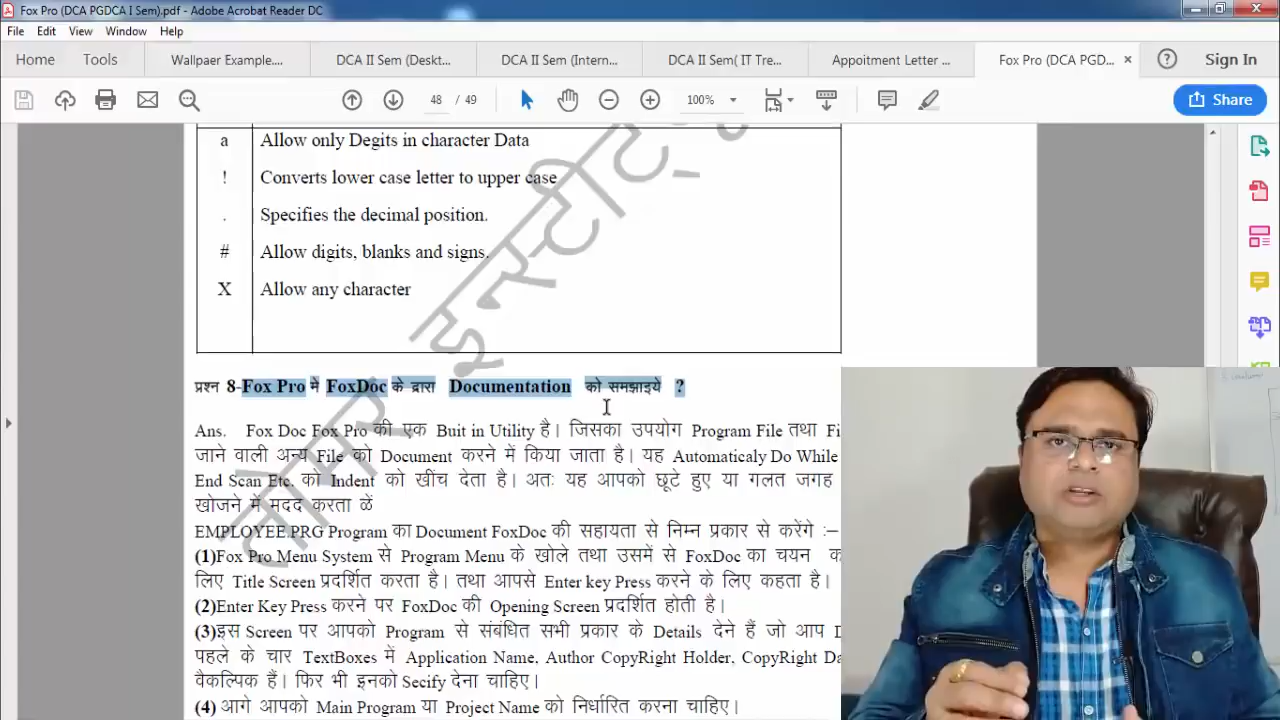 Fox Pro (DCA PGDCA I Sem).pdf - Adobe Acrobat Reader DC
File Edit View Window Help
Home Tools Wallpaer Example.... DCA II Sem (Deskt... DCA II Sem (Intern... DCA II Sem( IT Tre... Appoitment Letter ... Fox Pro (DCA PGD... × ? Sign In
48 / 49 100% Share
a Allow only Degits in character Data
! Converts lower case letter to upper case
. Specifies the decimal position.
# Allow digits, blanks and signs.
X Allow any character
प्रश्न 8-Fox Pro मे FoxDoc के द्वारा Documentation को समझाइये ?
Ans. Fox Doc Fox Pro की एक Buit in Utility है। जिसका उपयोग Program File तथा Fi
जाने वाली अन्य File को Document करने में किया जाता है। यह Automaticaly Do While
End Scan Etc. को Indent को खींच देता है। अतः यह आपको छूटे हुए या गलत जगह
खोजने में मदद करता ळें
EMPLOYEE.PRG Program का Document FoxDoc की सहायता से निम्न प्रकार से करेंगे :–
(1)Fox Pro Menu System से Program Menu के खोले तथा उसमें से FoxDoc का चयन क
लिए Title Screen प्रदर्शित करता है। तथा आपसे Enter key Press करने के लिए कहता है।
(2)Enter Key Press करने पर FoxDoc की Opening Screen प्रदर्शित होती है।
(3)इस Screen पर आपको Program से संबंधित सभी प्रकार के Details देने हैं जो आप D
पहले के चार TextBoxes में Application Name, Author CopyRight Holder, CopyRight Da
वैकल्पिक हैं। फिर भी इनको Secify देना चाहिए।
(4) आगे आपको Main Program या Project Name को निर्धारित करना चाहिए।